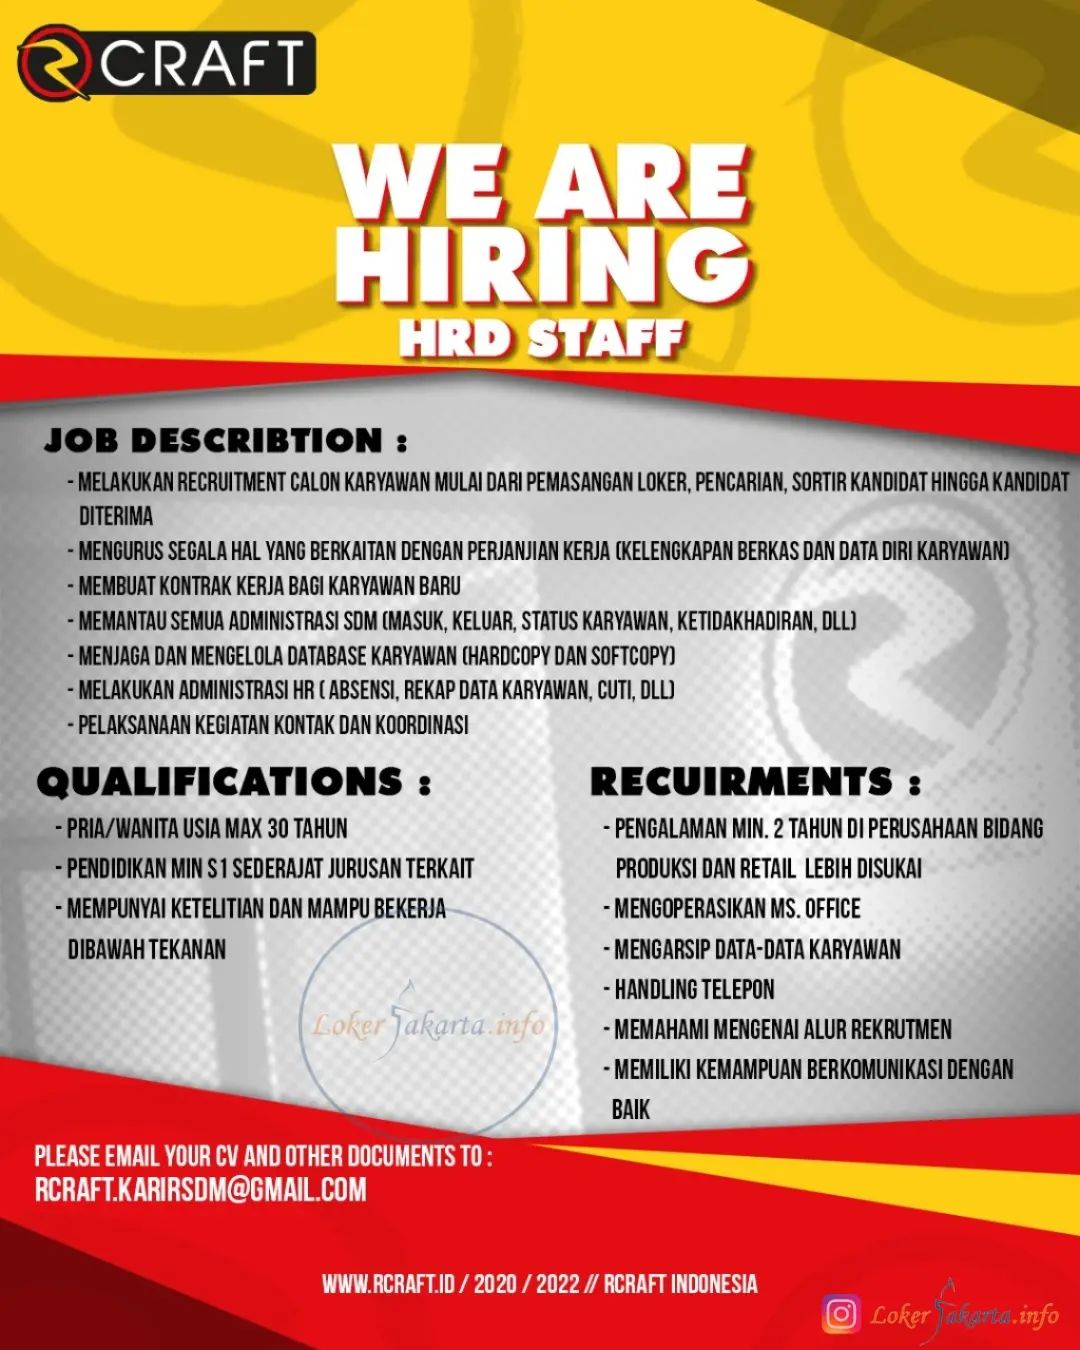 RCRAFT
WE ARE
HIRING
HRD STAFF
JOB DESCRIBTION :
- MELAKUKAN RECRUITMENT CALON KARYAWAN MULAI DARI PEMASANGAN LOKER, PENCARIAN, SORTIR KANDIDAT HINGGA KANDIDAT
DITERIMA
- MENGURUS SEGALA HAL YANG BERKAITAN DENGAN PERJANJIAN KERJA (KELENGKAPAN BERKAS DAN DATA DIRI KARYAWAN)
- MEMBUAT KONTRAK KERJA BAGI KARYAWAN BARU
- MEMANTAU SEMUA ADMINISTRASI SDM (MASUK, KELUAR, STATUS KARYAWAN, KETIDAKHADIRAN, DLL)
- MENJAGA DAN MENGELOLA DATABASE KARYAWAN (HARDCOPY DAN SOFTCOPY)
- MELAKUKAN ADMINISTRASI HR ( ABSENSI, REKAP DATA KARYAWAN, CUTI, DLL)
- PELAKSANAAN KEGIATAN KONTAK DAN KOORDINASI
QUALIFICATIONS :
- PRIA/WANITA USIA MAX 30 TAHUN
- PENDIDIKAN MIN S1 SEDERAJAT JURUSAN TERKAIT
- MEMPUNYAI KETELITIAN DAN MAMPU BEKERJA
DIBAWAH TEKANAN
RECUIRMENTS :
- PENGALAMAN MIN. 2 TAHUN DI PERUSAHAAN BIDANG
PRODUKSI DAN RETAIL LEBIH DISUKAI
- MENGOPERASIKAN MS. OFFICE
- MENGARSIP DATA-DATA KARYAWAN
- HANDLING TELEPON
- MEMAHAMI MENGENAI ALUR REKRUTMEN
- MEMILIKI KEMAMPUAN BERKOMUNIKASI DENGAN
BAIK
Loker Jakarta.info
PLEASE EMAIL YOUR CV AND OTHER DOCUMENTS TO :
RCRAFT.KARIRSDM@GMAIL.COM
WWW.RCRAFT.ID / 2020 / 2022 // RCRAFT INDONESIA
Loker Jakarta.info